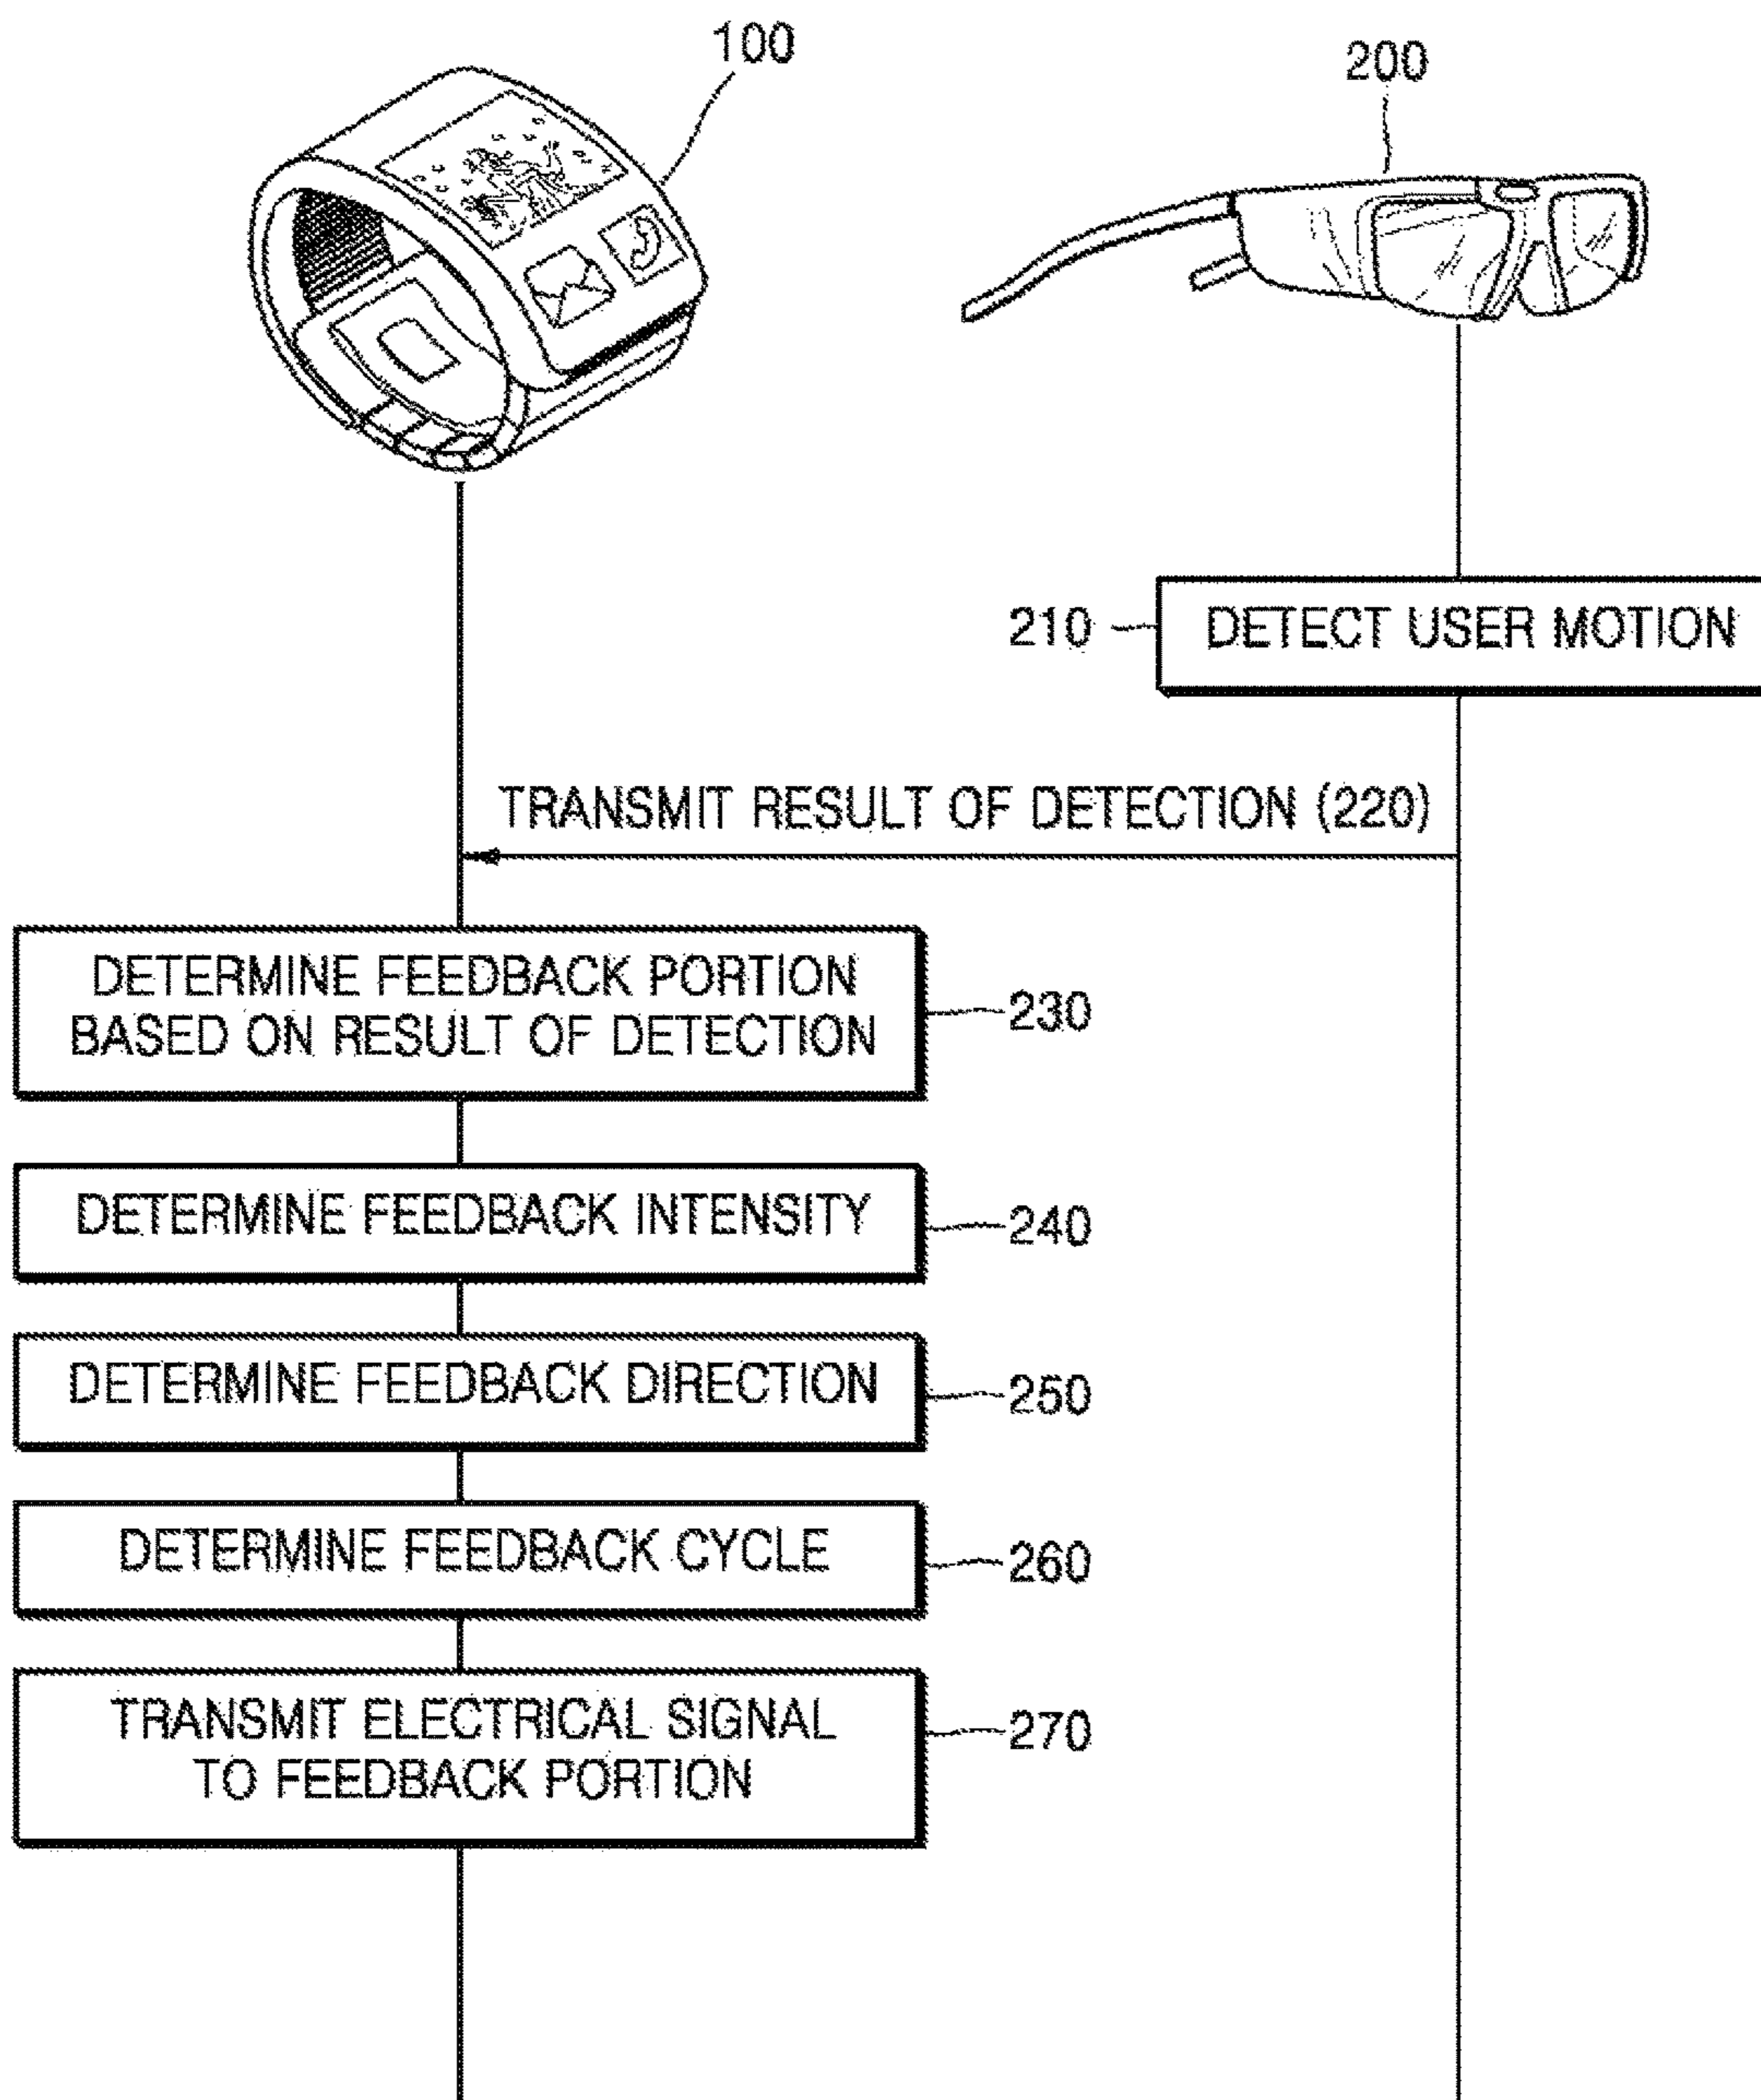 100
200
210
DETECT USER MOTION
TRANSMIT RESULT OF DETECTION (220)
DETERMINE FEEDBACK PORTION
BASED ON RESULT OF DETECTION
230
DETERMINE FEEDBACK INTENSITY
240
DETERMINE FEEDBACK DIRECTION
250
DETERMINE FEEDBACK CYCLE
260
TRANSMIT ELECTRICAL SIGNAL
TO FEEDBACK PORTION
270